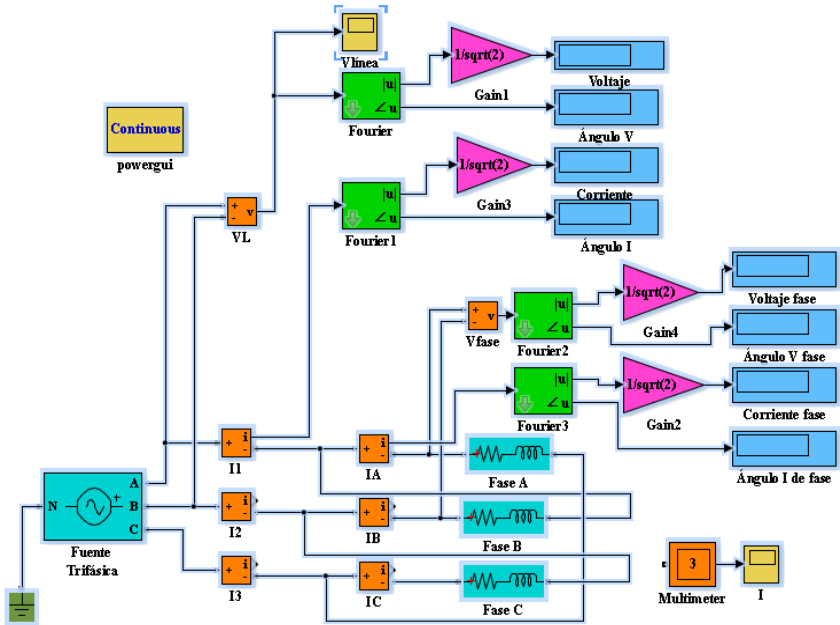 Vlínea
|u|
∠ u
Fourier
1/sqrt(2)
Gain1
Voltaje
Ángulo V
Continuous
powergui
+
-
v
VL
|u|
∠ u
Fourier1
1/sqrt(2)
Gain3
Corriente
Ángulo I
+
-
v
Vfase
|u|
∠ u
Fourier2
1/sqrt(2)
Gain4
Voltaje fase
Ángulo V fase
|u|
∠ u
Fourier3
1/sqrt(2)
Gain2
Corriente fase
Ángulo I de fase
+ i
-
I1
+ i
-
IA
+
Fase A
N
+
A
B
C
Fuente
Trifásica
+ i
-
I2
+ i
-
IB
+
Fase B
+ i
-
I3
+ i
-
IC
+
Fase C
3
Multimeter
I